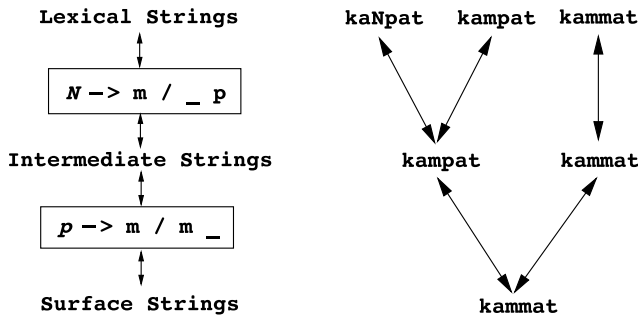 Lexical Strings
N -> m / _ p
Intermediate Strings
p -> m / m _
Surface Strings
kaNpat kampat kammat
kampat kammat
kammat